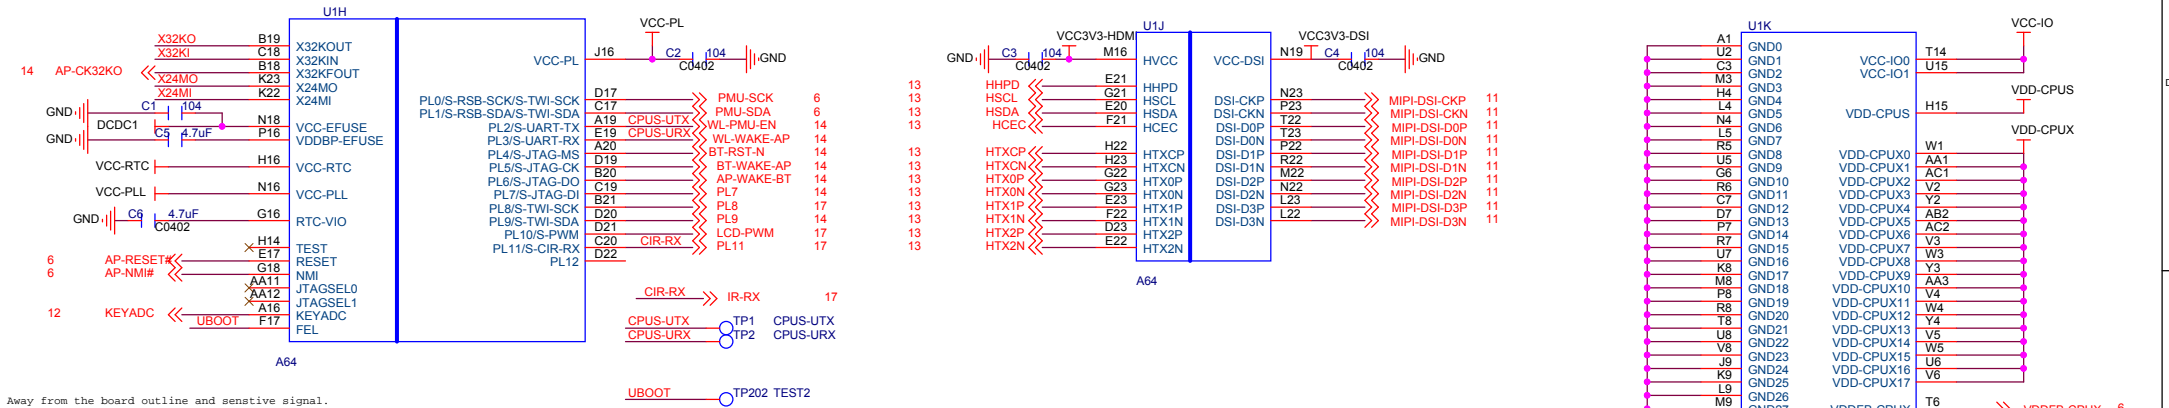 U1H
X32KO B19 X32KOUT
X32KI C18 X32KIN
14 AP-CK32KO B18 X32KFOUT
X24MO K23 X24MO
X24MI K22 X24MI
GND C1 104
DCDC1 N18 VCC-EFUSE
GND C5 4.7uF P16 VDDBP-EFUSE
VCC-RTC H16 VCC-RTC
VCC-PLL N16 VCC-PLL
GND C6 4.7uF G16 RTC-VIO
C0402
H14 TEST
6 AP-RESET# E17 RESET
6 AP-NMI# G18 NMI
AA11 JTAGSEL0
AA12 JTAGSEL1
12 KEYADC A16 KEYADC
UBOOT F17 FEL
A64
VCC-PL
VCC-PL J16 C2 104 GND
C0402
PL0/S-RSB-SCK/S-TWI-SCK D17 PMU-SCK 6
PL1/S-RSB-SDA/S-TWI-SDA C17 PMU-SDA 6
PL2/S-UART-TX A19 CPUS-UTX WL-PMU-EN 14
PL3/S-UART-RX E19 CPUS-URX WL-WAKE-AP 14
PL4/S-JTAG-MS A20 BT-RST-N 14
PL5/S-JTAG-CK D19 BT-WAKE-AP 14
PL6/S-JTAG-DO B20 AP-WAKE-BT 14
PL7/S-JTAG-DI C19 PL7 14
PL8/S-TWI-SCK B21 PL8 17
PL9/S-TWI-SDA D20 PL9 14
PL10/S-PWM D21 LCD-PWM 17
PL11/S-CIR-RX C20 CIR-RX PL11 17
PL12 D22
CIR-RX IR-RX 17
CPUS-UTX TP1 CPUS-UTX
CPUS-URX TP2 CPUS-URX
UBOOT TP202 TEST2
Away from the board outline and senstive signal.
U1J
VCC3V3-HDM
GND C3 104 M16 HVCC
C0402
13 HHPD E21 HHPD
13 HSCL G21 HSCL
13 HSDA E20 HSDA
13 HCEC F21 HCEC
13 HTXCP H22 HTXCP
13 HTXCN H23 HTXCN
13 HTX0P G22 HTX0P
13 HTX0N G23 HTX0N
13 HTX1P E23 HTX1P
13 HTX1N F22 HTX1N
13 HTX2P D23 HTX2P
13 HTX2N E22 HTX2N
A64
VCC3V3-DSI
VCC-DSI N19 C4 104 GND
C0402
DSI-CKP N23 MIPI-DSI-CKP 11
DSI-CKN P23 MIPI-DSI-CKN 11
DSI-D0P T22 MIPI-DSI-D0P 11
DSI-D0N T23 MIPI-DSI-D0N 11
DSI-D1P P22 MIPI-DSI-D1P 11
DSI-D1N R22 MIPI-DSI-D1N 11
DSI-D2P M22 MIPI-DSI-D2P 11
DSI-D2N N22 MIPI-DSI-D2N 11
DSI-D3P L23 MIPI-DSI-D3P 11
DSI-D3N L22 MIPI-DSI-D3N 11
U1K
A1 GND0
U2 GND1
C3 GND2
M3 GND3
H4 GND4
L4 GND5
N4 GND6
L5 GND7
R5 GND8
U5 GND9
G6 GND10
R6 GND11
C7 GND12
D7 GND13
P7 GND14
R7 GND15
U7 GND16
K8 GND17
M8 GND18
P8 GND19
R8 GND20
T8 GND21
U8 GND22
V8 GND23
J9 GND24
K9 GND25
L9 GND26
M9 GND27
VCC-IO
VCC-IO0 T14
VCC-IO1 U15
VDD-CPUS
VDD-CPUS H15
VDD-CPUX
VDD-CPUX0 W1
VDD-CPUX1 AA1
VDD-CPUX2 AC1
VDD-CPUX3 V2
VDD-CPUX4 Y2
VDD-CPUX5 AB2
VDD-CPUX6 AC2
VDD-CPUX7 V3
VDD-CPUX8 W3
VDD-CPUX9 Y3
VDD-CPUX10 AA3
VDD-CPUX11 V4
VDD-CPUX12 W4
VDD-CPUX13 Y4
VDD-CPUX14 V5
VDD-CPUX15 W5
VDD-CPUX16 U6
VDD-CPUX17 V6
T6
D